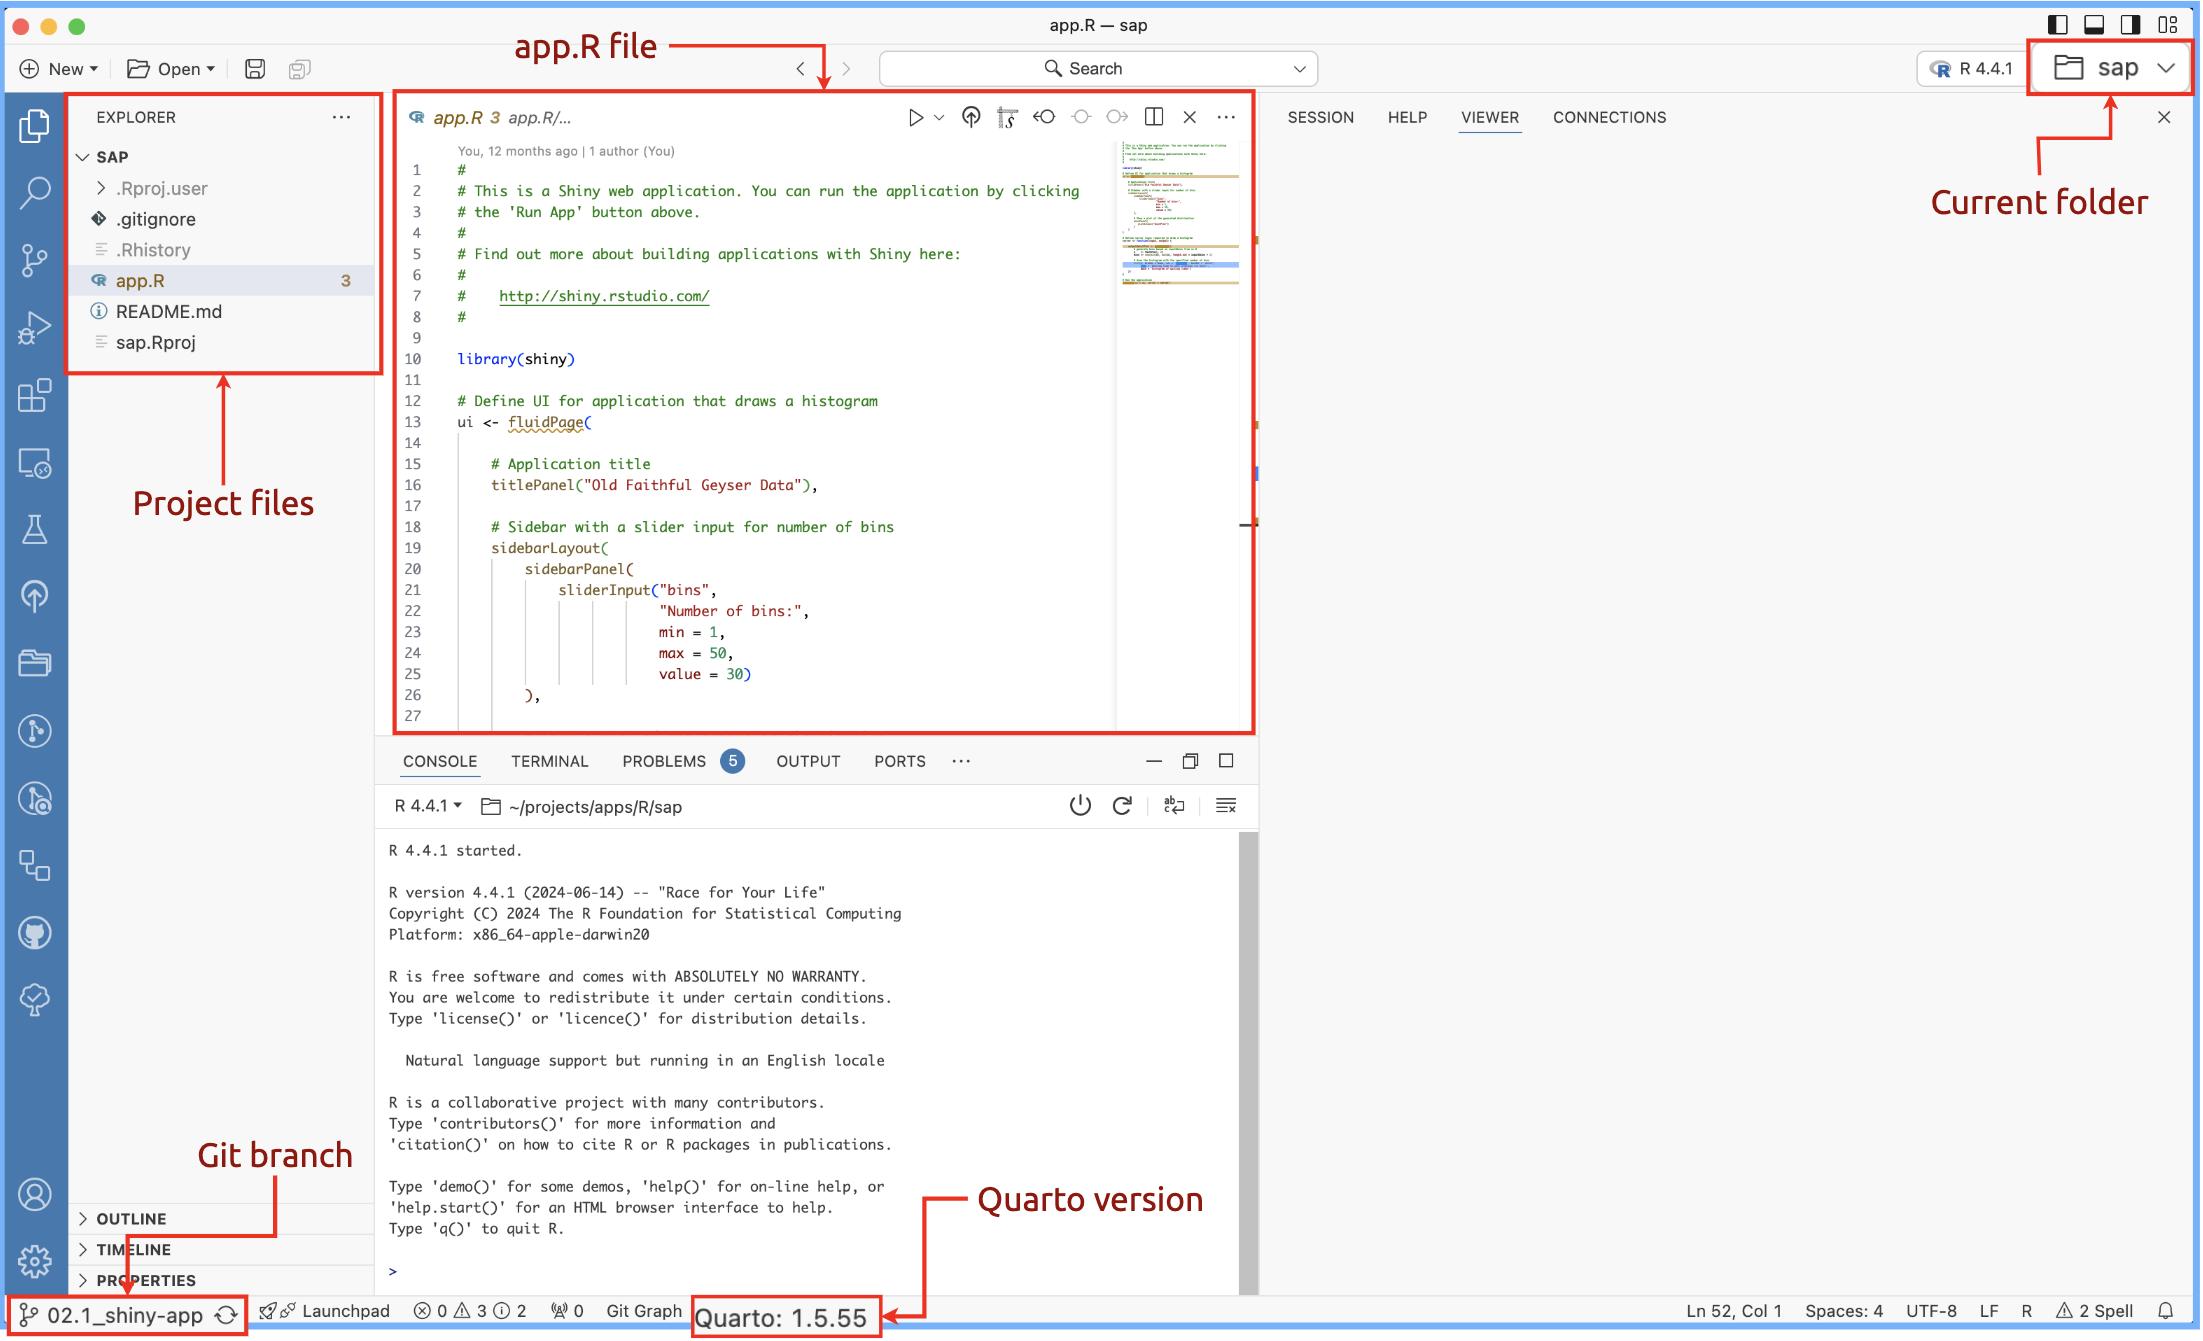 app.R — sap
app.R file
New
Open
Search
R 4.4.1
sap
EXPLORER
SAP
.Rproj.user
.gitignore
.Rhistory
app.R 3
README.md
sap.Rproj
Project files
app.R 3 app.R/...
You, 12 months ago | 1 author (You)
1 #
2 # This is a Shiny web application. You can run the application by clicking
3 # the 'Run App' button above.
4 #
5 # Find out more about building applications with Shiny here:
6 #
7 #    http://shiny.rstudio.com/
8 #
9
10 library(shiny)
11
12 # Define UI for application that draws a histogram
13 ui <- fluidPage(
14
15     # Application title
16     titlePanel("Old Faithful Geyser Data"),
17
18     # Sidebar with a slider input for number of bins
19     sidebarLayout(
20         sidebarPanel(
21             sliderInput("bins",
22                         "Number of bins:",
23                         min = 1,
24                         max = 50,
25                         value = 30)
26         ),
27
SESSION HELP VIEWER CONNECTIONS
Current folder
CONSOLE TERMINAL PROBLEMS 5 OUTPUT PORTS ...
R 4.4.1 ~/projects/apps/R/sap
R 4.4.1 started.
R version 4.4.1 (2024-06-14) -- "Race for Your Life"
Copyright (C) 2024 The R Foundation for Statistical Computing
Platform: x86_64-apple-darwin20
R is free software and comes with ABSOLUTELY NO WARRANTY.
You are welcome to redistribute it under certain conditions.
Type 'license()' or 'licence()' for distribution details.
Natural language support but running in an English locale
R is a collaborative project with many contributors.
Type 'contributors()' for more information and
'citation()' on how to cite R or R packages in publications.
Type 'demo()' for some demos, 'help()' for on-line help, or
'help.start()' for an HTML browser interface to help.
Type 'q()' to quit R.
>
Git branch
Quarto version
OUTLINE
TIMELINE
PROPERTIES
02.1_shiny-app Launchpad 0 3 2 0 Git Graph Quarto: 1.5.55 Ln 52, Col 1 Spaces: 4 UTF-8 LF R 2 Spell